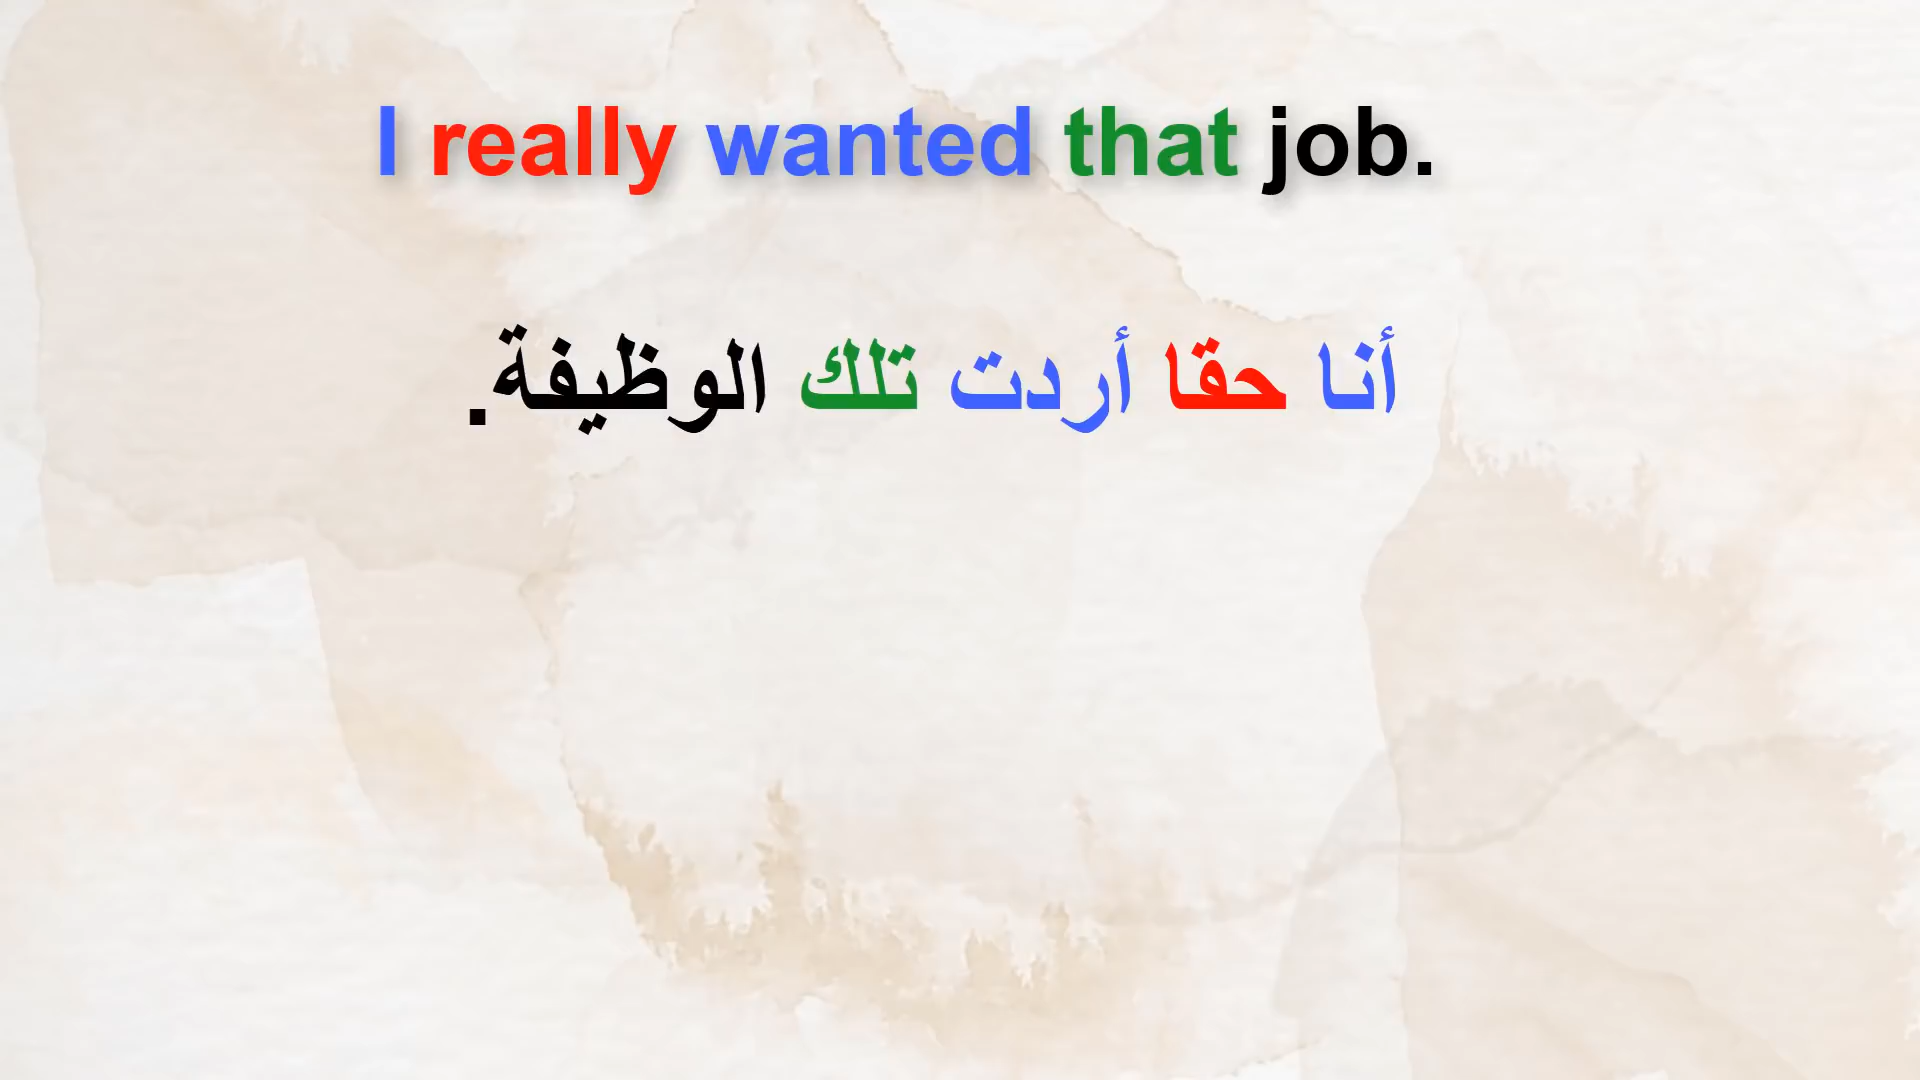 I really wanted that job.
أنا حقا أردت تلك الوظيفة.